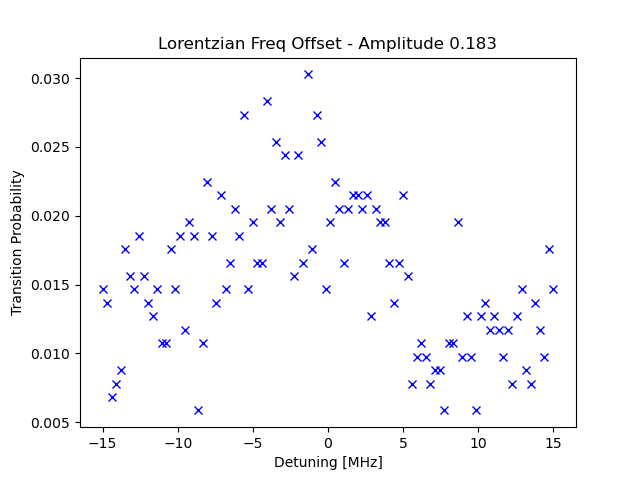 Lorentzian Freq Offset - Amplitude 0.183
Transition Probability
0.030
0.025
0.020
0.015
0.010
0.005
−15 −10 −5 0 5 10 15
Detuning [MHz]